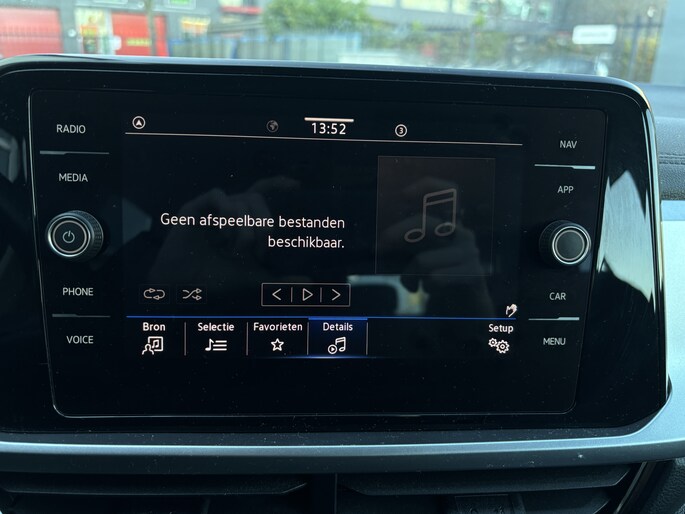 13:52
3
RADIO
MEDIA
PHONE
VOICE
NAV
APP
CAR
MENU
Geen afspeelbare bestanden
beschikbaar.
Bron
Selectie
Favorieten
Details
Setup